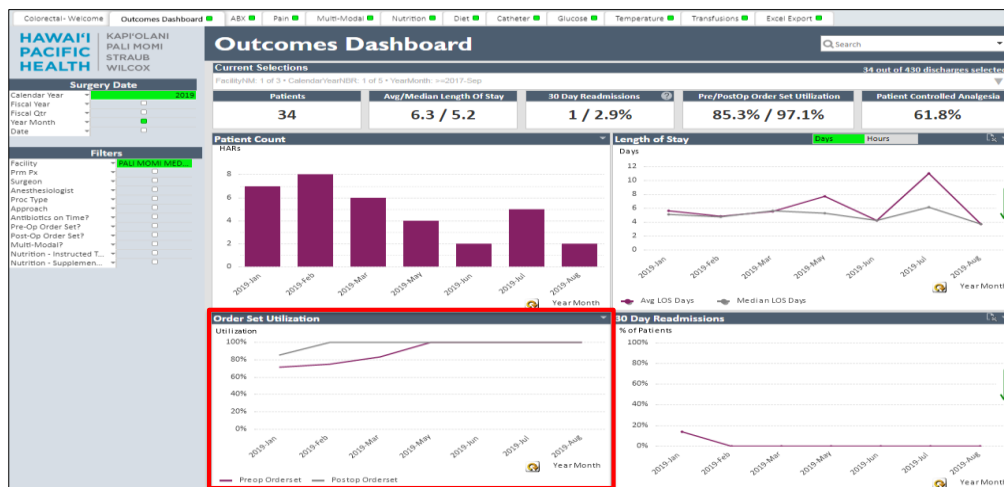 Colorectal- Welcome
Outcomes Dashboard
ABX
Pain
Multi-Modal
Nutrition
Diet
Catheter
Glucose
Temperature
Transfusions
Excel Export
HAWAI'I
PACIFIC
HEALTH
KAPI'OLANI
PALI MOMI
STRAUB
WILCOX
Outcomes Dashboard
Search
Current Selections
34 out of 430 discharges selected
FacilityNM: 1 of 3 • CalendarYearNBR: 1 of 5 • YearMonth: >=2017-Sep
Surgery Date
Calendar Year
2019
Fiscal Year
Fiscal Qtr
Year Month
Date
Filters
Facility
PALI MOMI MED...
Prm Px
Surgeon
Anesthesiologist
Proc Type
Approach
Antibiotics on Time?
Pre-Op Order Set?
Post-Op Order Set?
Multi-Modal?
Nutrition - Instructed T...
Nutrition - Supplemen...
Patients
34
Avg/Median Length Of Stay
6.3 / 5.2
30 Day Readmissions
1 / 2.9%
Pre/PostOp Order Set Utilization
85.3% / 97.1%
Patient Controlled Analgesia
61.8%
Patient Count
HARs
8
6
4
2
0
2019-Jan
2019-Feb
2019-Mar
2019-May
2019-Jun
2019-Jul
2019-Aug
Year Month
Length of Stay
Days
Hours
Days
12
10
8
6
4
2
0
2019-Jan
2019-Feb
2019-Mar
2019-May
2019-Jun
2019-Jul
2019-Aug
Year Month
Avg LOS Days
Median LOS Days
Order Set Utilization
Utilization
100%
80%
60%
40%
20%
0%
2019-Jan
2019-Feb
2019-Mar
2019-May
2019-Jun
2019-Jul
2019-Aug
Year Month
Preop Orderset
Postop Orderset
30 Day Readmissions
% of Patients
100%
80%
60%
40%
20%
0%
2019-Jan
2019-Feb
2019-Mar
2019-May
2019-Jun
2019-Jul
2019-Aug
Year Month